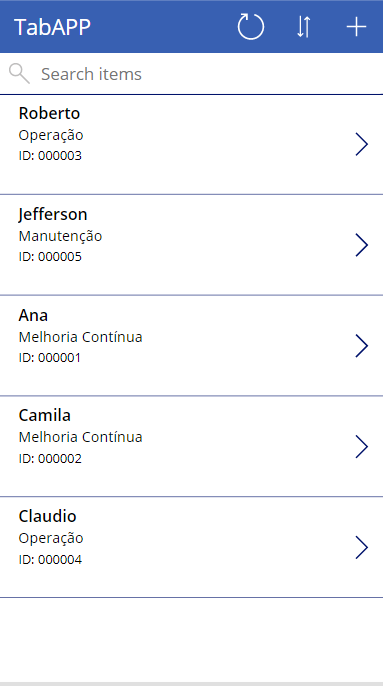 TabAPP
Search items
Roberto
Operação
ID: 000003
Jefferson
Manutenção
ID: 000005
Ana
Melhoria Contínua
ID: 000001
Camila
Melhoria Contínua
ID: 000002
Claudio
Operação
ID: 000004